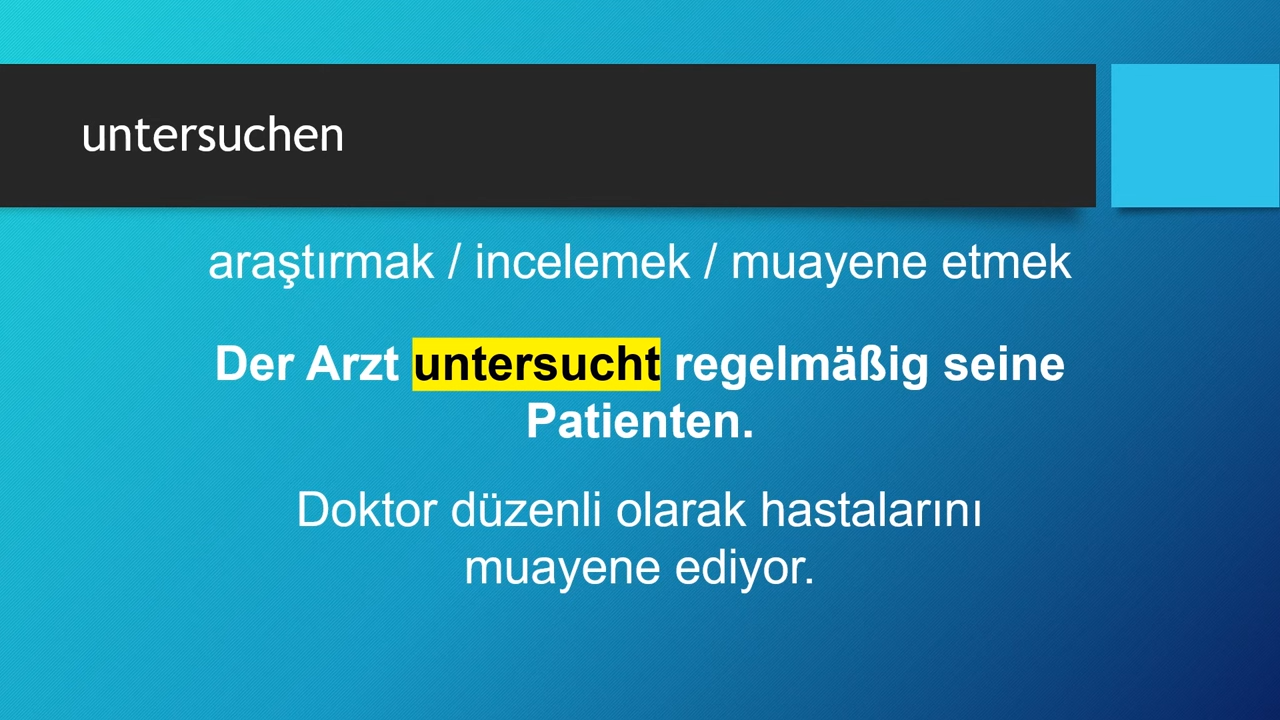 untersuchen
araştırmak / incelemek / muayene etmek
Der Arzt untersucht regelmäßig seine
Patienten.
Doktor düzenli olarak hastalarını
muayene ediyor.